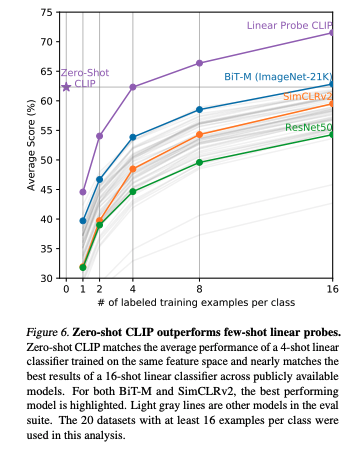 75
70
65
60
55
50
45
40
35
30
Average Score (%)
Linear Probe CLIP
Zero-Shot
CLIP
BiT-M (ImageNet-21K)
SimCLRv2
ResNet50
0 1 2 4 8 16
# of labeled training examples per class
Figure 6. Zero-shot CLIP outperforms few-shot linear probes.
Zero-shot CLIP matches the average performance of a 4-shot linear
classifier trained on the same feature space and nearly matches the
best results of a 16-shot linear classifier across publicly available
models. For both BiT-M and SimCLRv2, the best performing
model is highlighted. Light gray lines are other models in the eval
suite. The 20 datasets with at least 16 examples per class were
used in this analysis.